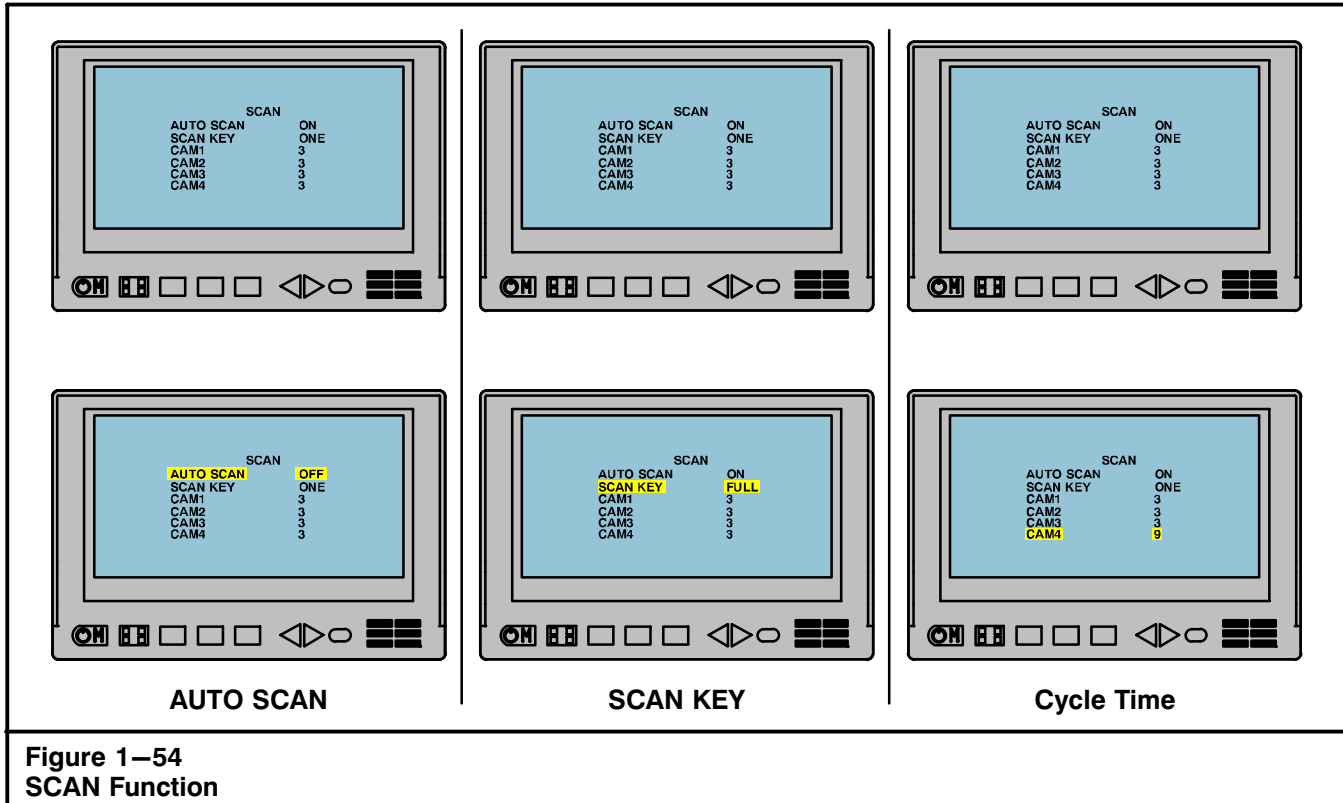 SCAN
AUTO SCAN ON
SCAN KEY ONE
CAM1 3
CAM2 3
CAM3 3
CAM4 3
SCAN
AUTO SCAN ON
SCAN KEY ONE
CAM1 3
CAM2 3
CAM3 3
CAM4 3
SCAN
AUTO SCAN ON
SCAN KEY ONE
CAM1 3
CAM2 3
CAM3 3
CAM4 3
M
M
M
SCAN
AUTO SCAN OFF
SCAN KEY ONE
CAM1 3
CAM2 3
CAM3 3
CAM4 3
SCAN
AUTO SCAN ON
SCAN KEY FULL
CAM1 3
CAM2 3
CAM3 3
CAM4 3
SCAN
AUTO SCAN ON
SCAN KEY ONE
CAM1 3
CAM2 3
CAM3 3
CAM4 9
M
M
M
AUTO SCAN
SCAN KEY
Cycle Time
Figure 1–54
SCAN Function